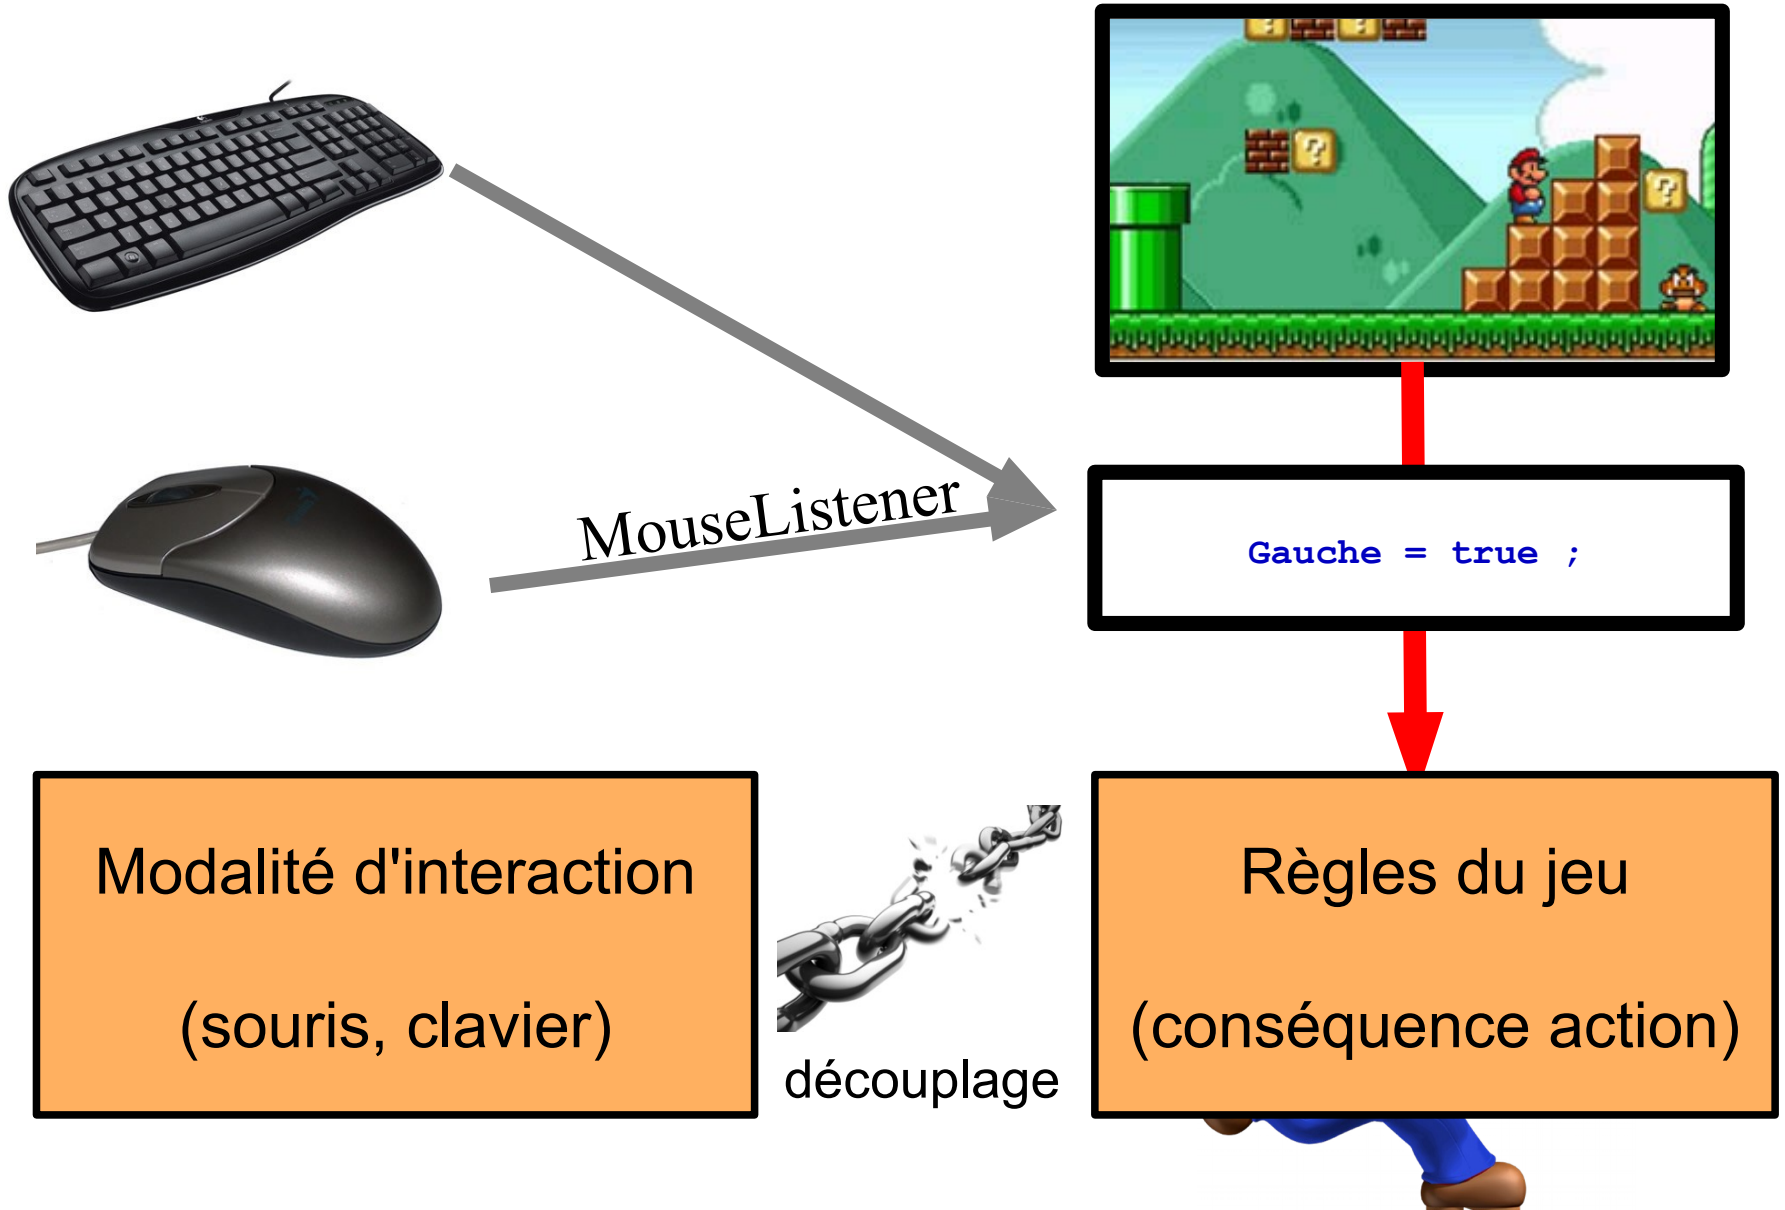 MouseListener
Gauche = true ;
Modalité d'interaction
(souris, clavier)
découplage
Règles du jeu
(conséquence action)